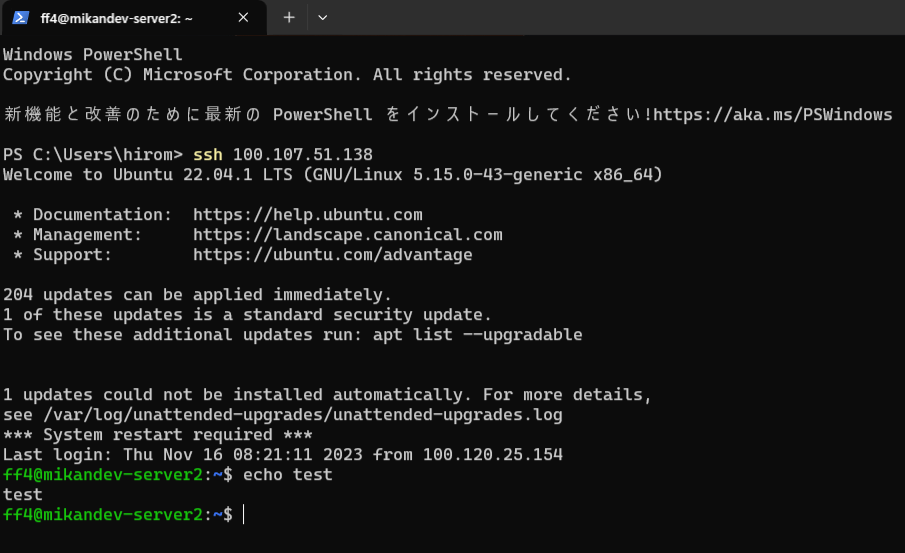 ff4@mikandev-server2: ~
Windows PowerShell
Copyright (C) Microsoft Corporation. All rights reserved.
新機能と改善のために最新の PowerShell をインストールしてください!https://aka.ms/PSWindows
PS C:\Users\hirom> ssh 100.107.51.138
Welcome to Ubuntu 22.04.1 LTS (GNU/Linux 5.15.0-43-generic x86_64)
* Documentation:  https://help.ubuntu.com
* Management:     https://landscape.canonical.com
* Support:        https://ubuntu.com/advantage
204 updates can be applied immediately.
1 of these updates is a standard security update.
To see these additional updates run: apt list --upgradable
1 updates could not be installed automatically. For more details,
see /var/log/unattended-upgrades/unattended-upgrades.log
*** System restart required ***
Last login: Thu Nov 16 08:21:11 2023 from 100.120.25.154
ff4@mikandev-server2:~$ echo test
test
ff4@mikandev-server2:~$